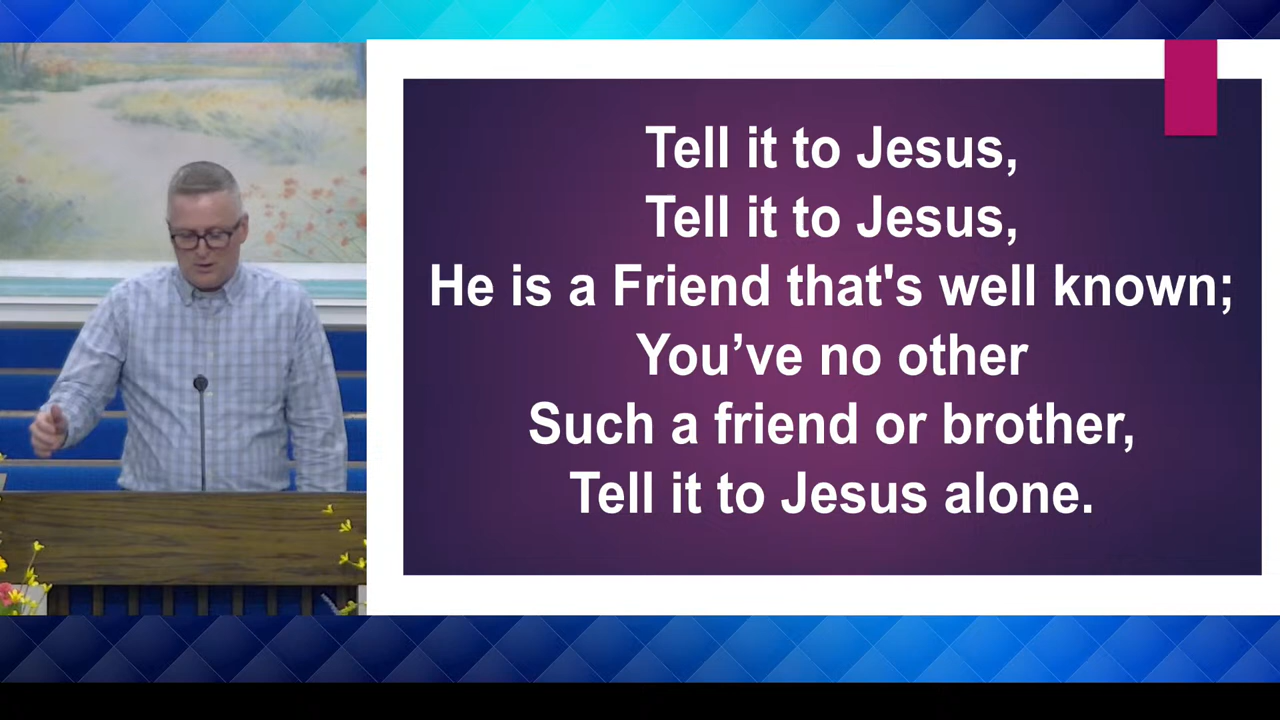 Tell it to Jesus,
Tell it to Jesus,
He is a Friend that's well known;
You’ve no other
Such a friend or brother,
Tell it to Jesus alone.